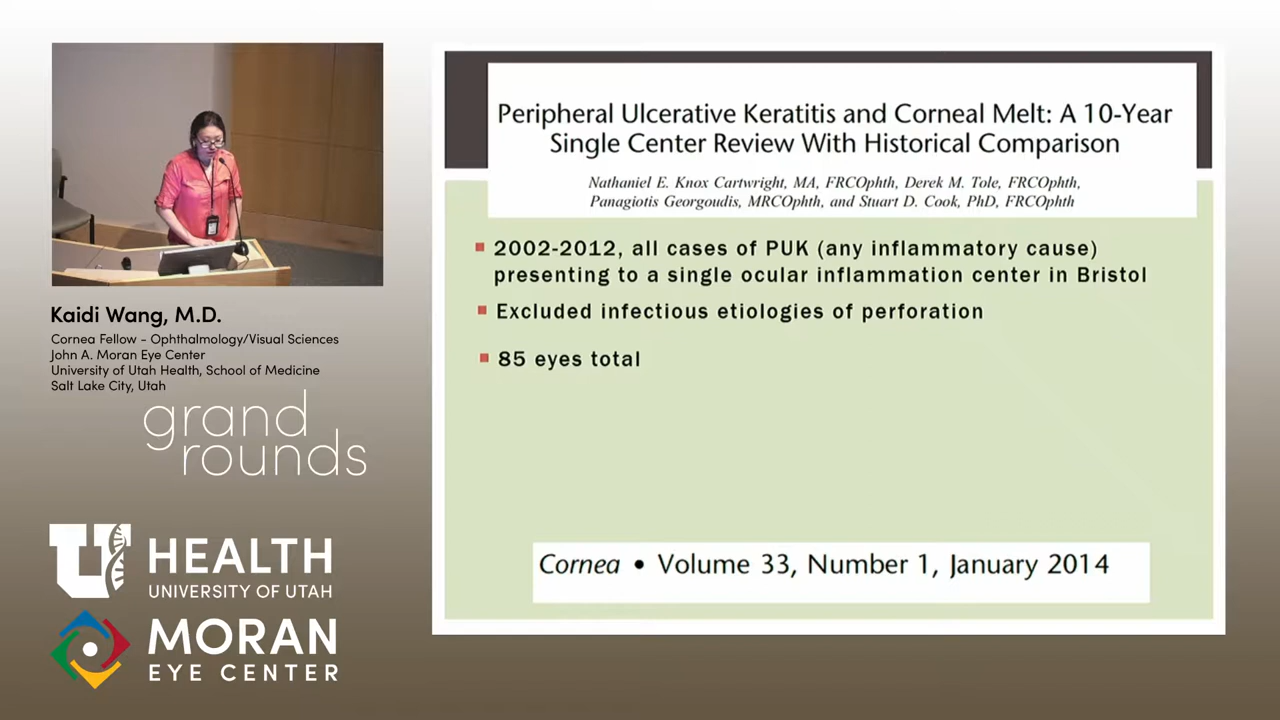 Peripheral Ulcerative Keratitis and Corneal Melt: A 10-Year
Single Center Review With Historical Comparison
Nathaniel E. Knox Cartwright, MA, FRCOphth, Derek M. Tole, FRCOphth,
Panagiotis Georgoudis, MRCOphth, and Stuart D. Cook, PhD, FRCOphth
2002-2012, all cases of PUK (any inflammatory cause)
presenting to a single ocular inflammation center in Bristol
Excluded infectious etiologies of perforation
85 eyes total
Cornea • Volume 33, Number 1, January 2014
Kaidi Wang, M.D.
Cornea Fellow - Ophthalmology/Visual Sciences
John A. Moran Eye Center
University of Utah Health, School of Medicine
Salt Lake City, Utah
grand
rounds
U HEALTH
UNIVERSITY OF UTAH
MORAN
EYE CENTER